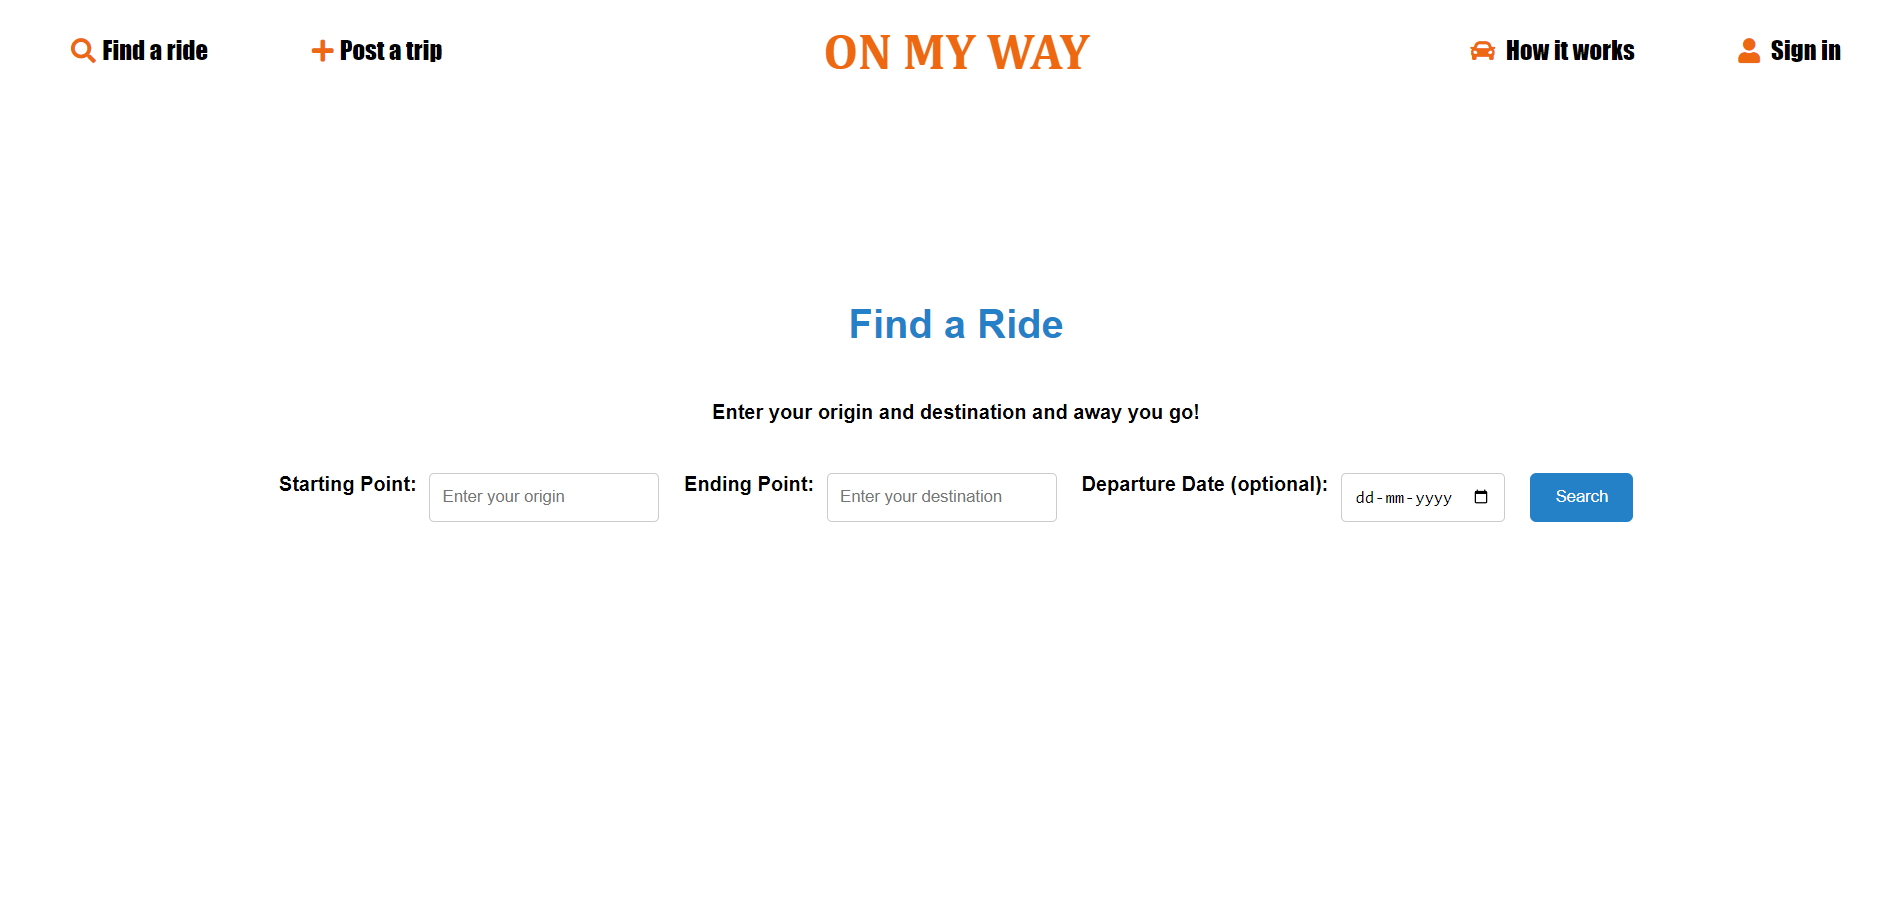 Find a ride Post a trip ON MY WAY How it works Sign in
Find a Ride
Enter your origin and destination and away you go!
Starting Point: Enter your origin Ending Point: Enter your destination Departure Date (optional): dd-mm-yyyy Search